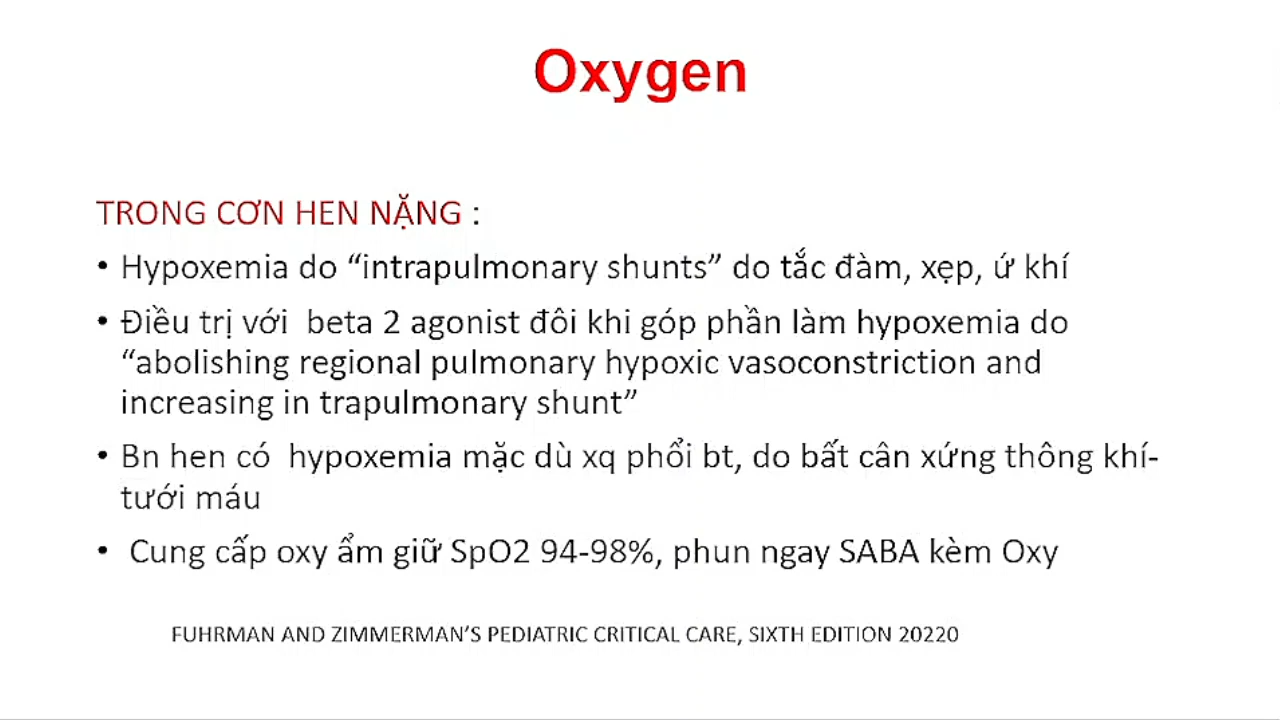 Oxygen
TRONG CƠN HEN NẶNG :
• Hypoxemia do “intrapulmonary shunts” do tắc đàm, xẹp, ứ khí
• Điều trị với beta 2 agonist đôi khi góp phần làm hypoxemia do
“abolishing regional pulmonary hypoxic vasoconstriction and
increasing in trapulmonary shunt”
• Bn hen có hypoxemia mặc dù xq phổi bt, do bất cân xứng thông khí-
tưới máu
• Cung cấp oxy ẩm giữ SpO2 94-98%, phun ngay SABA kèm Oxy
FUHRMAN AND ZIMMERMAN’S PEDIATRIC CRITICAL CARE, SIXTH EDITION 20220